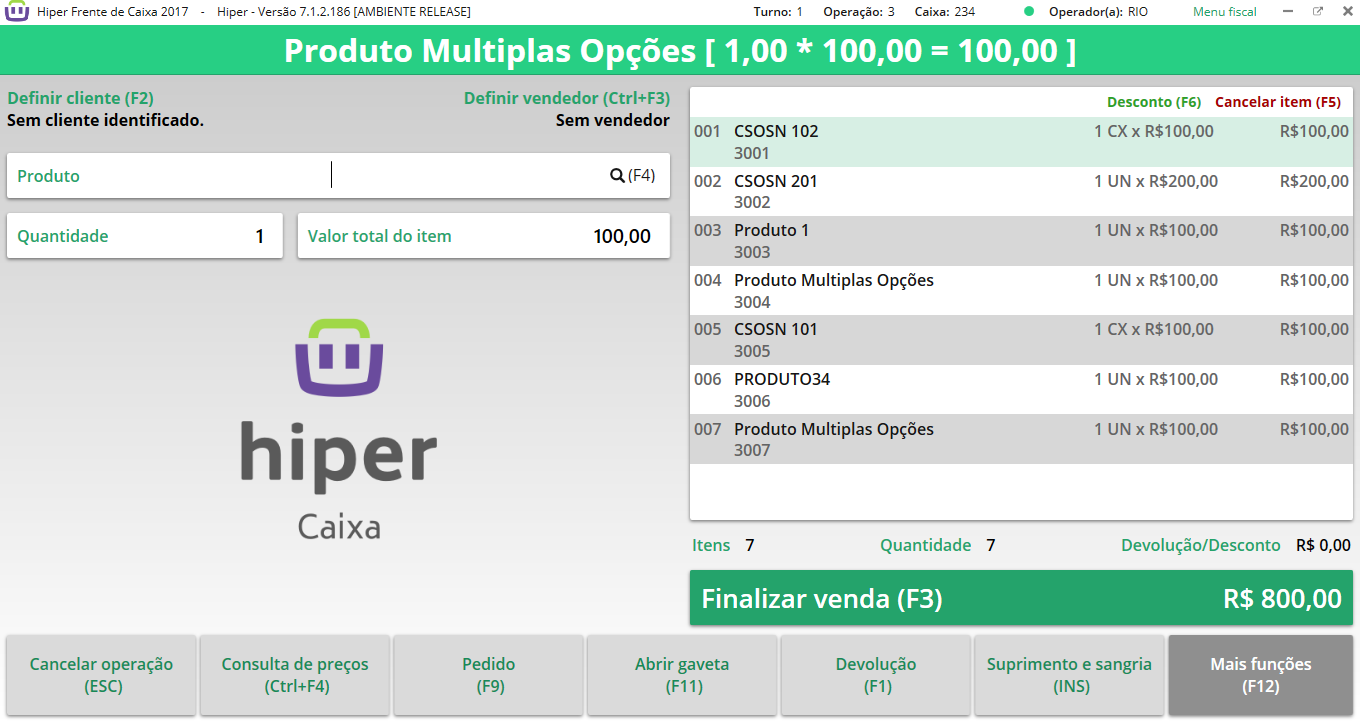 Hiper Frente de Caixa 2017 - Hiper - Versão 7.1.2.186 [AMBIENTE RELEASE] Turno: 1 Operação: 3 Caixa: 234 Operador(a): RIO Menu fiscal
Produto Multiplas Opções [ 1,00 * 100,00 = 100,00 ]
Definir cliente (F2) Definir vendedor (Ctrl+F3)
Sem cliente identificado. Sem vendedor
Produto (F4)
Quantidade 1 Valor total do item 100,00
hiper
Caixa
Desconto (F6) Cancelar item (F5)
001 CSOSN 102 1 CX x R$100,00 R$100,00
3001
002 CSOSN 201 1 UN x R$200,00 R$200,00
3002
003 Produto 1 1 UN x R$100,00 R$100,00
3003
004 Produto Multiplas Opções 1 UN x R$100,00 R$100,00
3004
005 CSOSN 101 1 CX x R$100,00 R$100,00
3005
006 PRODUTO34 1 UN x R$100,00 R$100,00
3006
007 Produto Multiplas Opções 1 UN x R$100,00 R$100,00
3007
Itens 7 Quantidade 7 Devolução/Desconto R$ 0,00
Finalizar venda (F3) R$ 800,00
Cancelar operação
(ESC)
Consulta de preços
(Ctrl+F4)
Pedido
(F9)
Abrir gaveta
(F11)
Devolução
(F1)
Suprimento e sangria
(INS)
Mais funções
(F12)